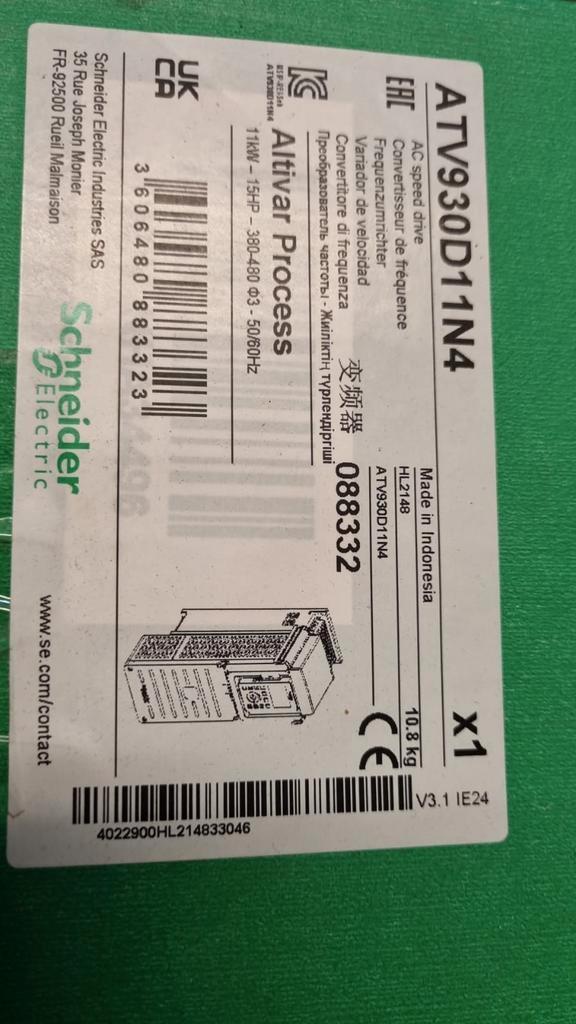 ATV930D11N4
x1
AC speed drive
Convertisseur de fréquence
Frequenzumrichter
Variador de velocidad
Convertitore di frequenza
变频器
Преобразователь частоты - Жиіліктің түрлендіргіші
EAC
Made in Indonesia
HL2148
10.8 kg
ATV930D11N4
088332
CE
V3.1 IE24
ATV930D11N4
Altivar Process
11kW – 15HP – 380-480 Φ3 - 50/60Hz
UK
CA
3 606480 883323
4022900HL214833046
Schneider Electric Industries SAS
35 Rue Joseph Monier
FR-92500 Rueil Malmaison
Schneider
Electric
www.se.com/contact